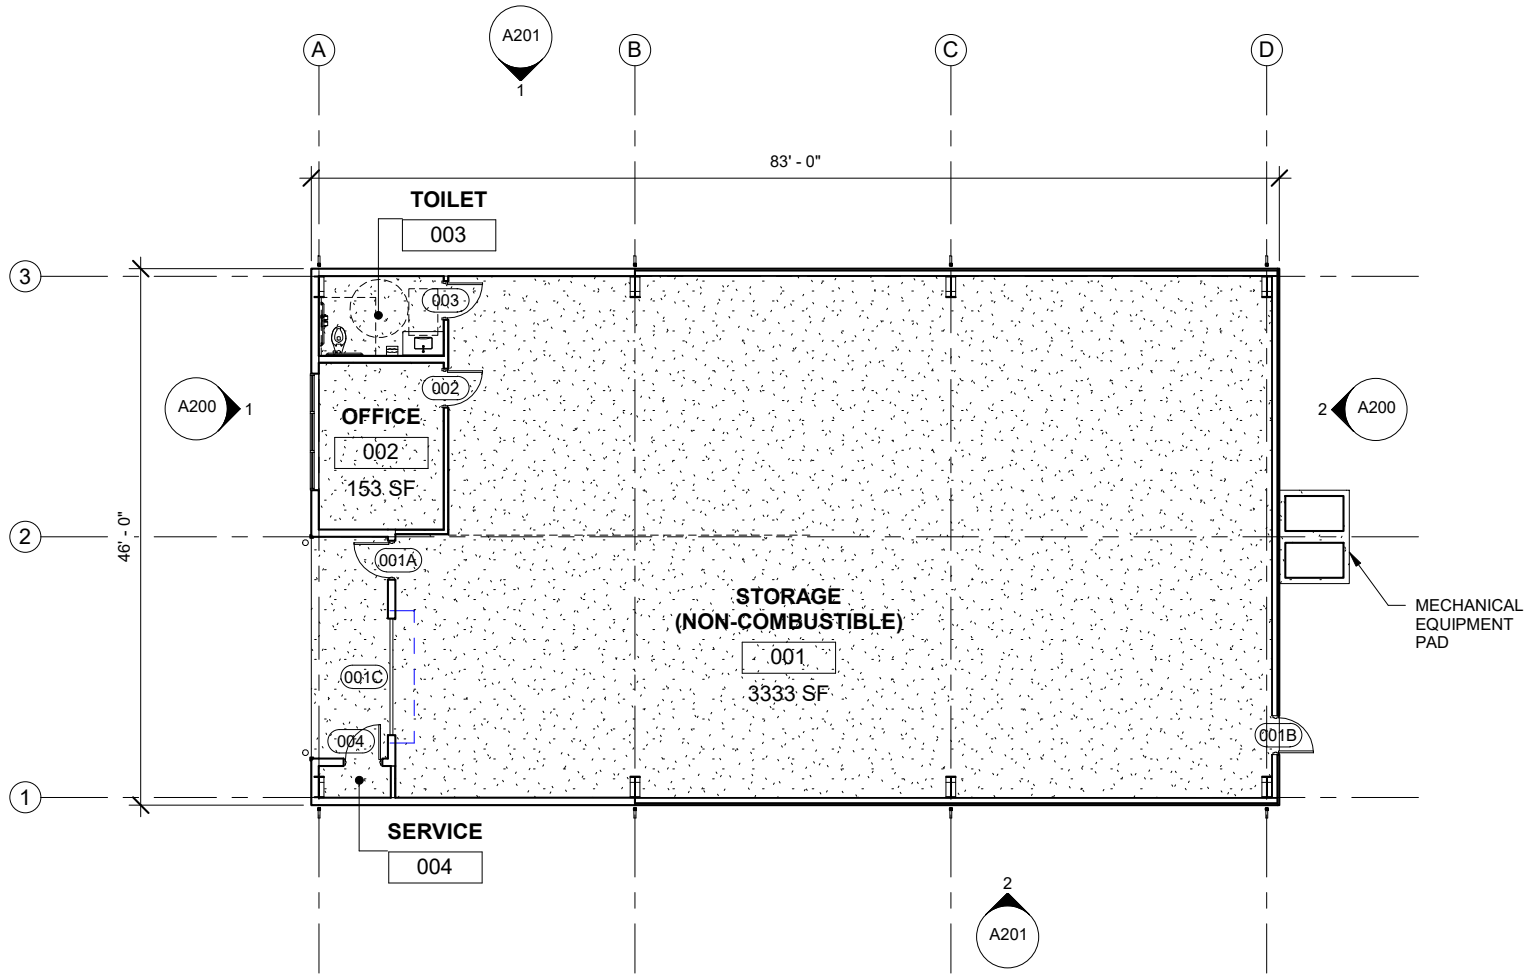 A201
1
A
B
C
D
83' - 0"
TOILET
003
3
003
002
A200
1
OFFICE
002
153 SF
2
A200
2
46' - 0"
001A
STORAGE
(NON-COMBUSTIBLE)
001
3333 SF
MECHANICAL
EQUIPMENT
PAD
001C
004
001B
1
SERVICE
004
2
A201